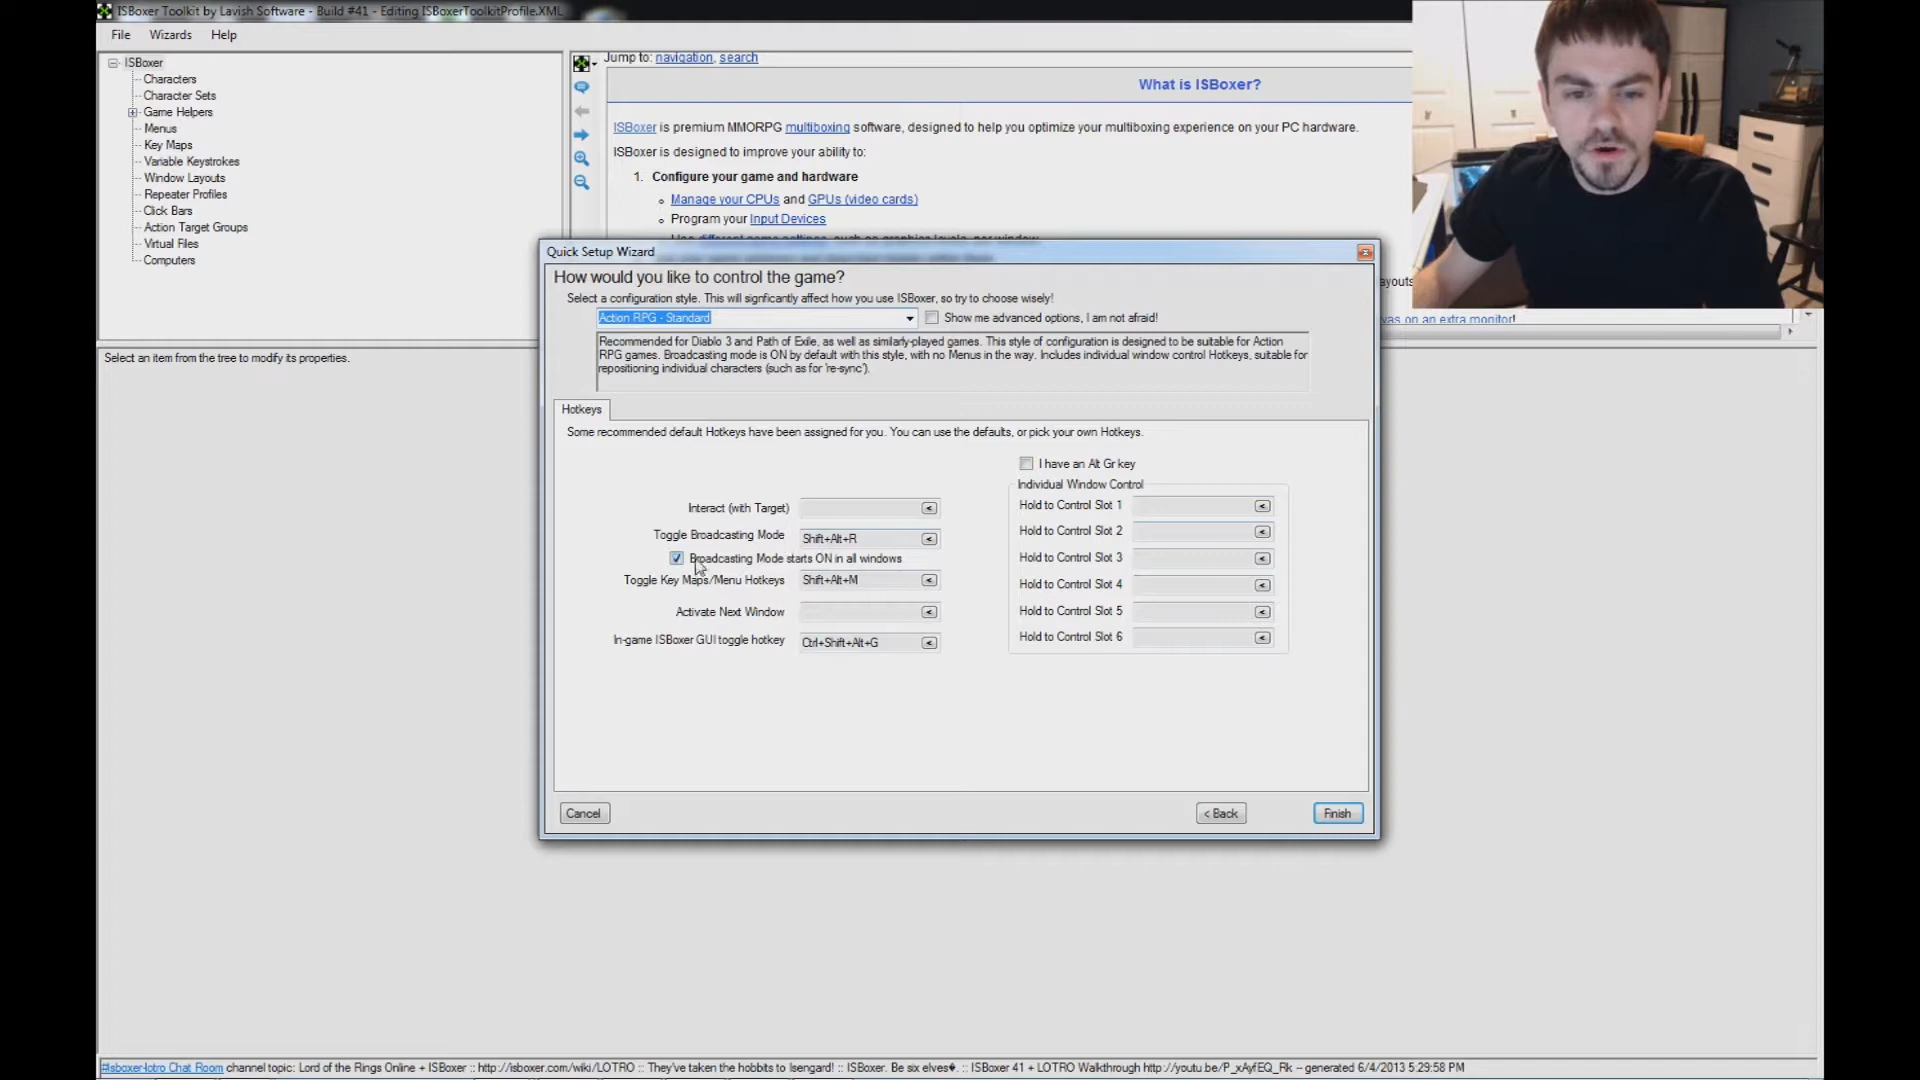 ISBoxer Toolkit by Lavish Software - Build #41 - Editing ISBoxerToolkitProfile.XML
File Wizards Help
ISBoxer
Characters
Character Sets
Game Helpers
Menus
Key Maps
Variable Keystrokes
Window Layouts
Repeater Profiles
Click Bars
Action Target Groups
Virtual Files
Computers
Select an item from the tree to modify its properties.
Jump to: navigation, search
What is ISBoxer?
ISBoxer is premium MMORPG multiboxing software, designed to help you optimize your multiboxing experience on your PC hardware.
ISBoxer is designed to improve your ability to:
1. Configure your game and hardware
Manage your CPUs and GPUs (video cards)
Program your Input Devices
ayouts
vas on an extra monitor!
Quick Setup Wizard
How would you like to control the game?
Select a configuration style. This will signficantly affect how you use ISBoxer, so try to choose wisely!
Action RPG - Standard
Show me advanced options, I am not afraid!
Recommended for Diablo 3 and Path of Exile, as well as similarly-played games. This style of configuration is designed to be suitable for Action
RPG games. Broadcasting mode is ON by default with this style, with no Menus in the way. Includes individual window control Hotkeys, suitable for
repositioning individual characters (such as for 're-sync').
Hotkeys
Some recommended default Hotkeys have been assigned for you. You can use the defaults, or pick your own Hotkeys.
Interact (with Target)
Toggle Broadcasting Mode Shift+Alt+R
Broadcasting Mode starts ON in all windows
Toggle Key Maps/Menu Hotkeys Shift+Alt+M
Activate Next Window
In-game ISBoxer GUI toggle hotkey Ctrl+Shift+Alt+G
I have an Alt Gr key
Individual Window Control
Hold to Control Slot 1
Hold to Control Slot 2
Hold to Control Slot 3
Hold to Control Slot 4
Hold to Control Slot 5
Hold to Control Slot 6
Cancel
< Back
Finish
#isboxer-lotro Chat Room channel topic: Lord of the Rings Online + ISBoxer :: http://isboxer.com/wiki/LOTRO :: They've taken the hobbits to Isengard! :: ISBoxer. Be six elves�. :: ISBoxer 41 + LOTRO Walkthrough http://youtu.be/P_xAyfEQ_Rk -- generated 6/4/2013 5:29:58 PM